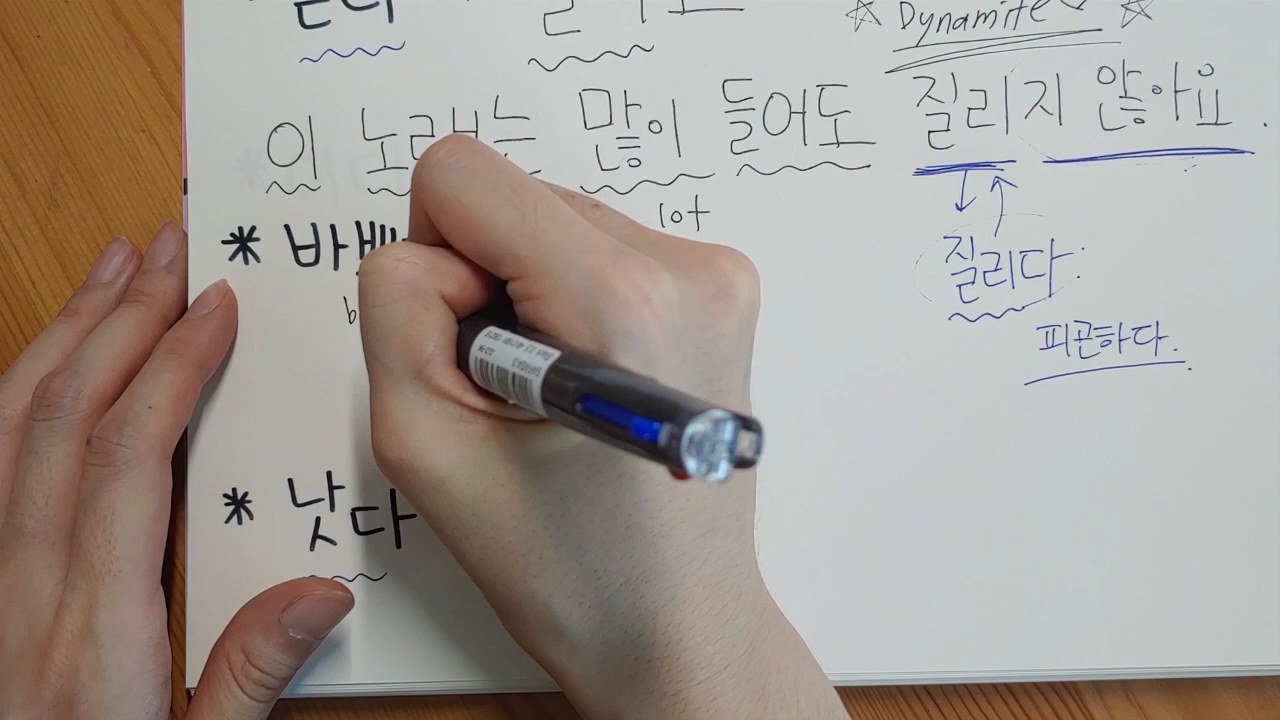 Dynamite
이 노래는 많이 들어도 질리지 않아요.
lot
* 바
질리다:
피곤하다.
* 낫다